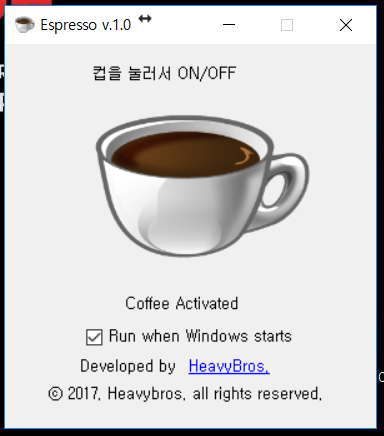 Espresso v.1.0
컵을 눌러서 ON/OFF
Coffee Activated
Run when Windows starts
Developed by HeavyBros.
ⓒ 2017. Heavybros. all rights reserved.